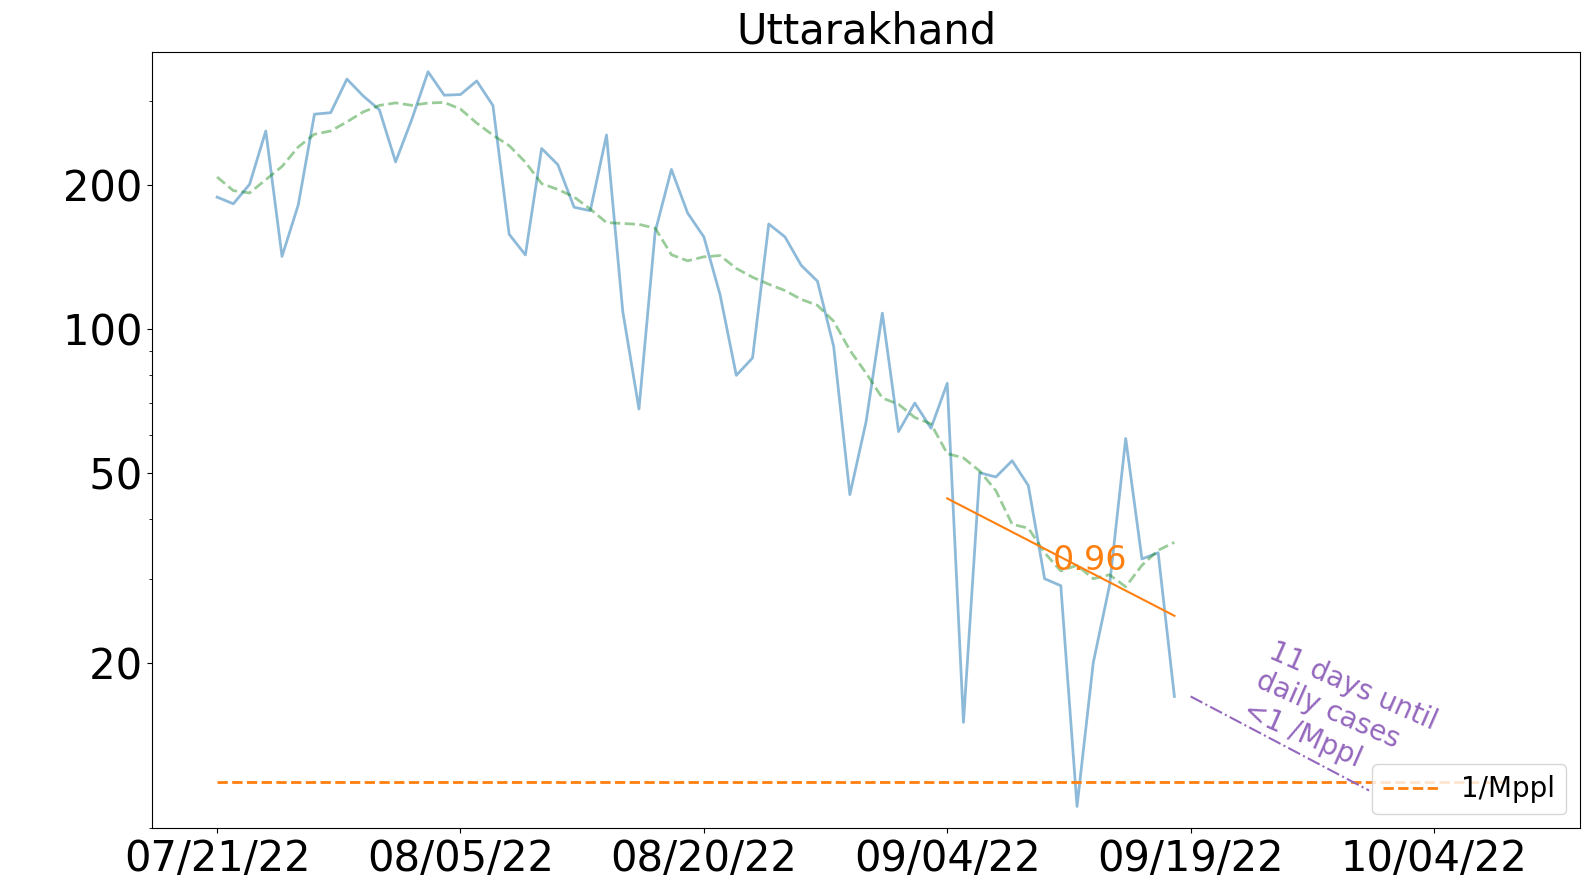 Uttarakhand
200
100
50
20
0.96
11 days until
daily cases
<1 /Mppl
1/Mppl
07/21/22 08/05/22 08/20/22 09/04/22 09/19/22 10/04/22